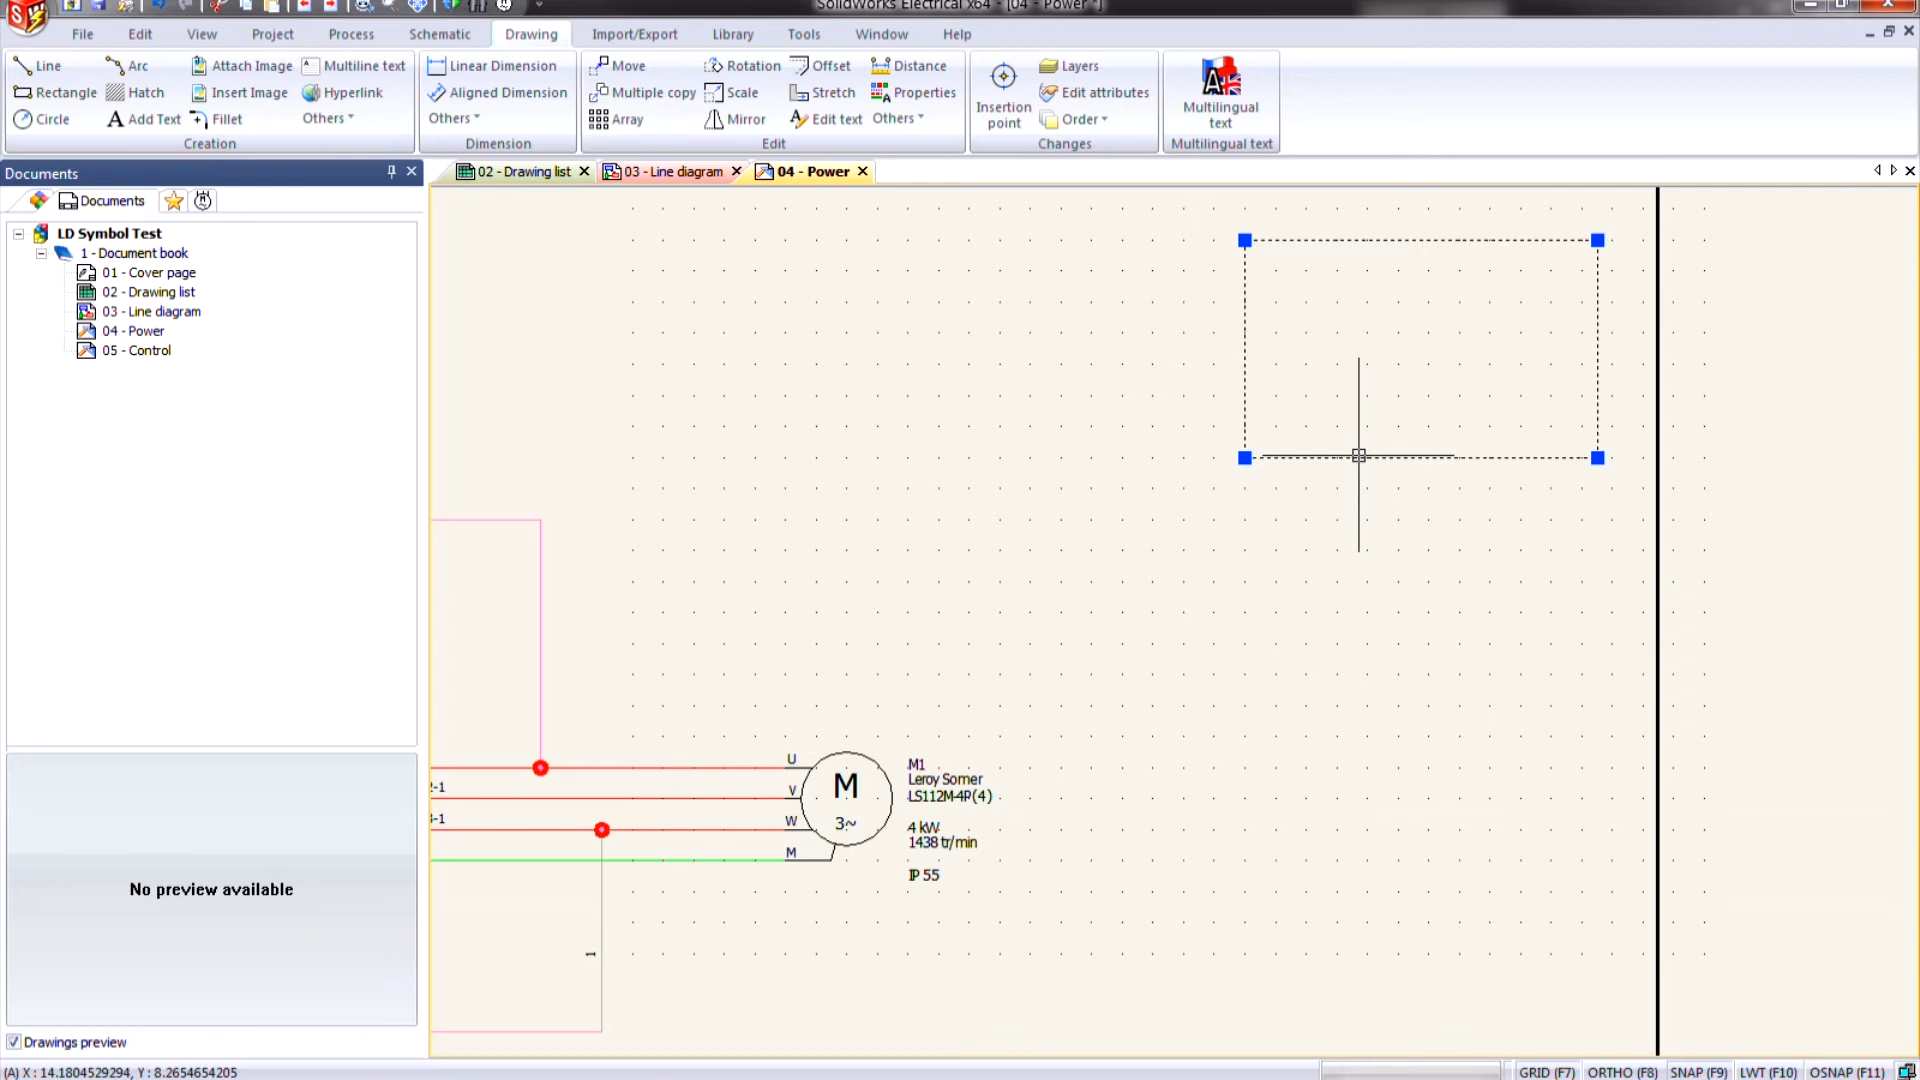 SolidWorks Electrical x64 - [04 - Power *]
File Edit View Project Process Schematic Drawing Import/Export Library Tools Window Help
Line Arc Attach Image Multiline text Linear Dimension Move Rotation Offset Distance Layers
Rectangle Hatch Insert Image Hyperlink Aligned Dimension Multiple copy Scale Stretch Properties Insertion point Edit attributes Multilingual text
Circle Add Text Fillet Others Others Array Mirror Edit text Others Order
Creation Dimension Edit Changes Multilingual text
Documents
02 - Drawing list 03 - Line diagram 04 - Power
Documents
LD Symbol Test
1 - Document book
01 - Cover page
02 - Drawing list
03 - Line diagram
04 - Power
05 - Control
U
V
W
M
M
3~
M1
Leroy Somer
LS112M-4P(4)
4 kW
1438 tr/min
IP 55
1
No preview available
Drawings preview
(A) X : 14.1804529294, Y : 8.2654654205
GRID (F7) ORTHO (F8) SNAP (F9) LWT (F10) OSNAP (F11)